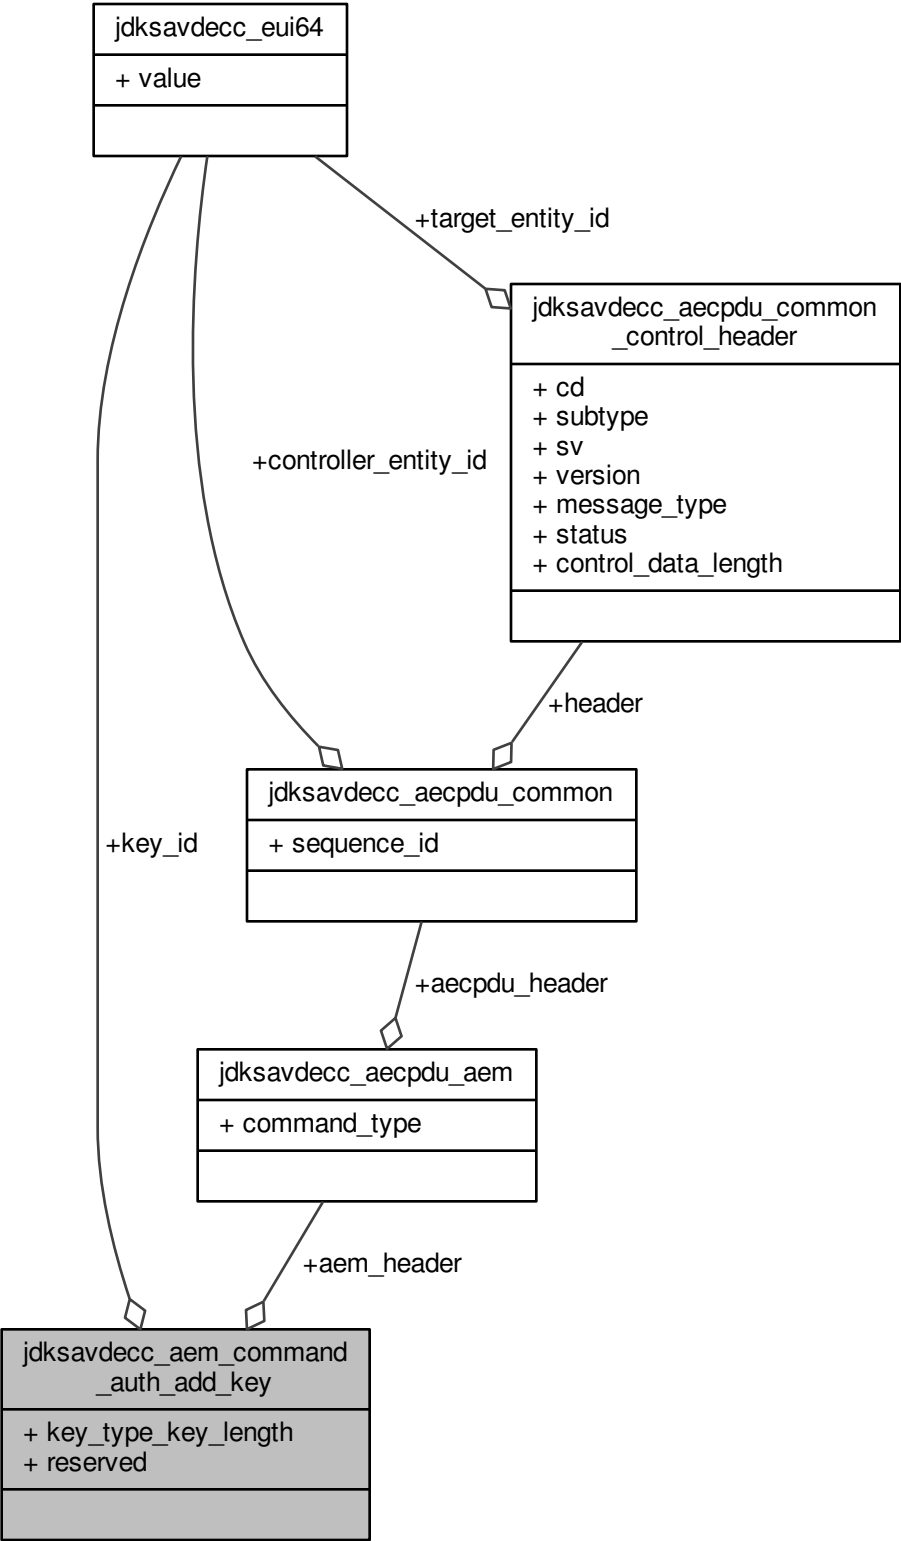 jdksavdecc_eui64
+ value
+target_entity_id
jdksavdecc_aecpdu_common
_control_header
+ cd
+ subtype
+ sv
+ version
+ message_type
+ status
+ control_data_length
+controller_entity_id
+header
jdksavdecc_aecpdu_common
+ sequence_id
+key_id
+aecpdu_header
jdksavdecc_aecpdu_aem
+ command_type
+aem_header
jdksavdecc_aem_command
_auth_add_key
+ key_type_key_length
+ reserved